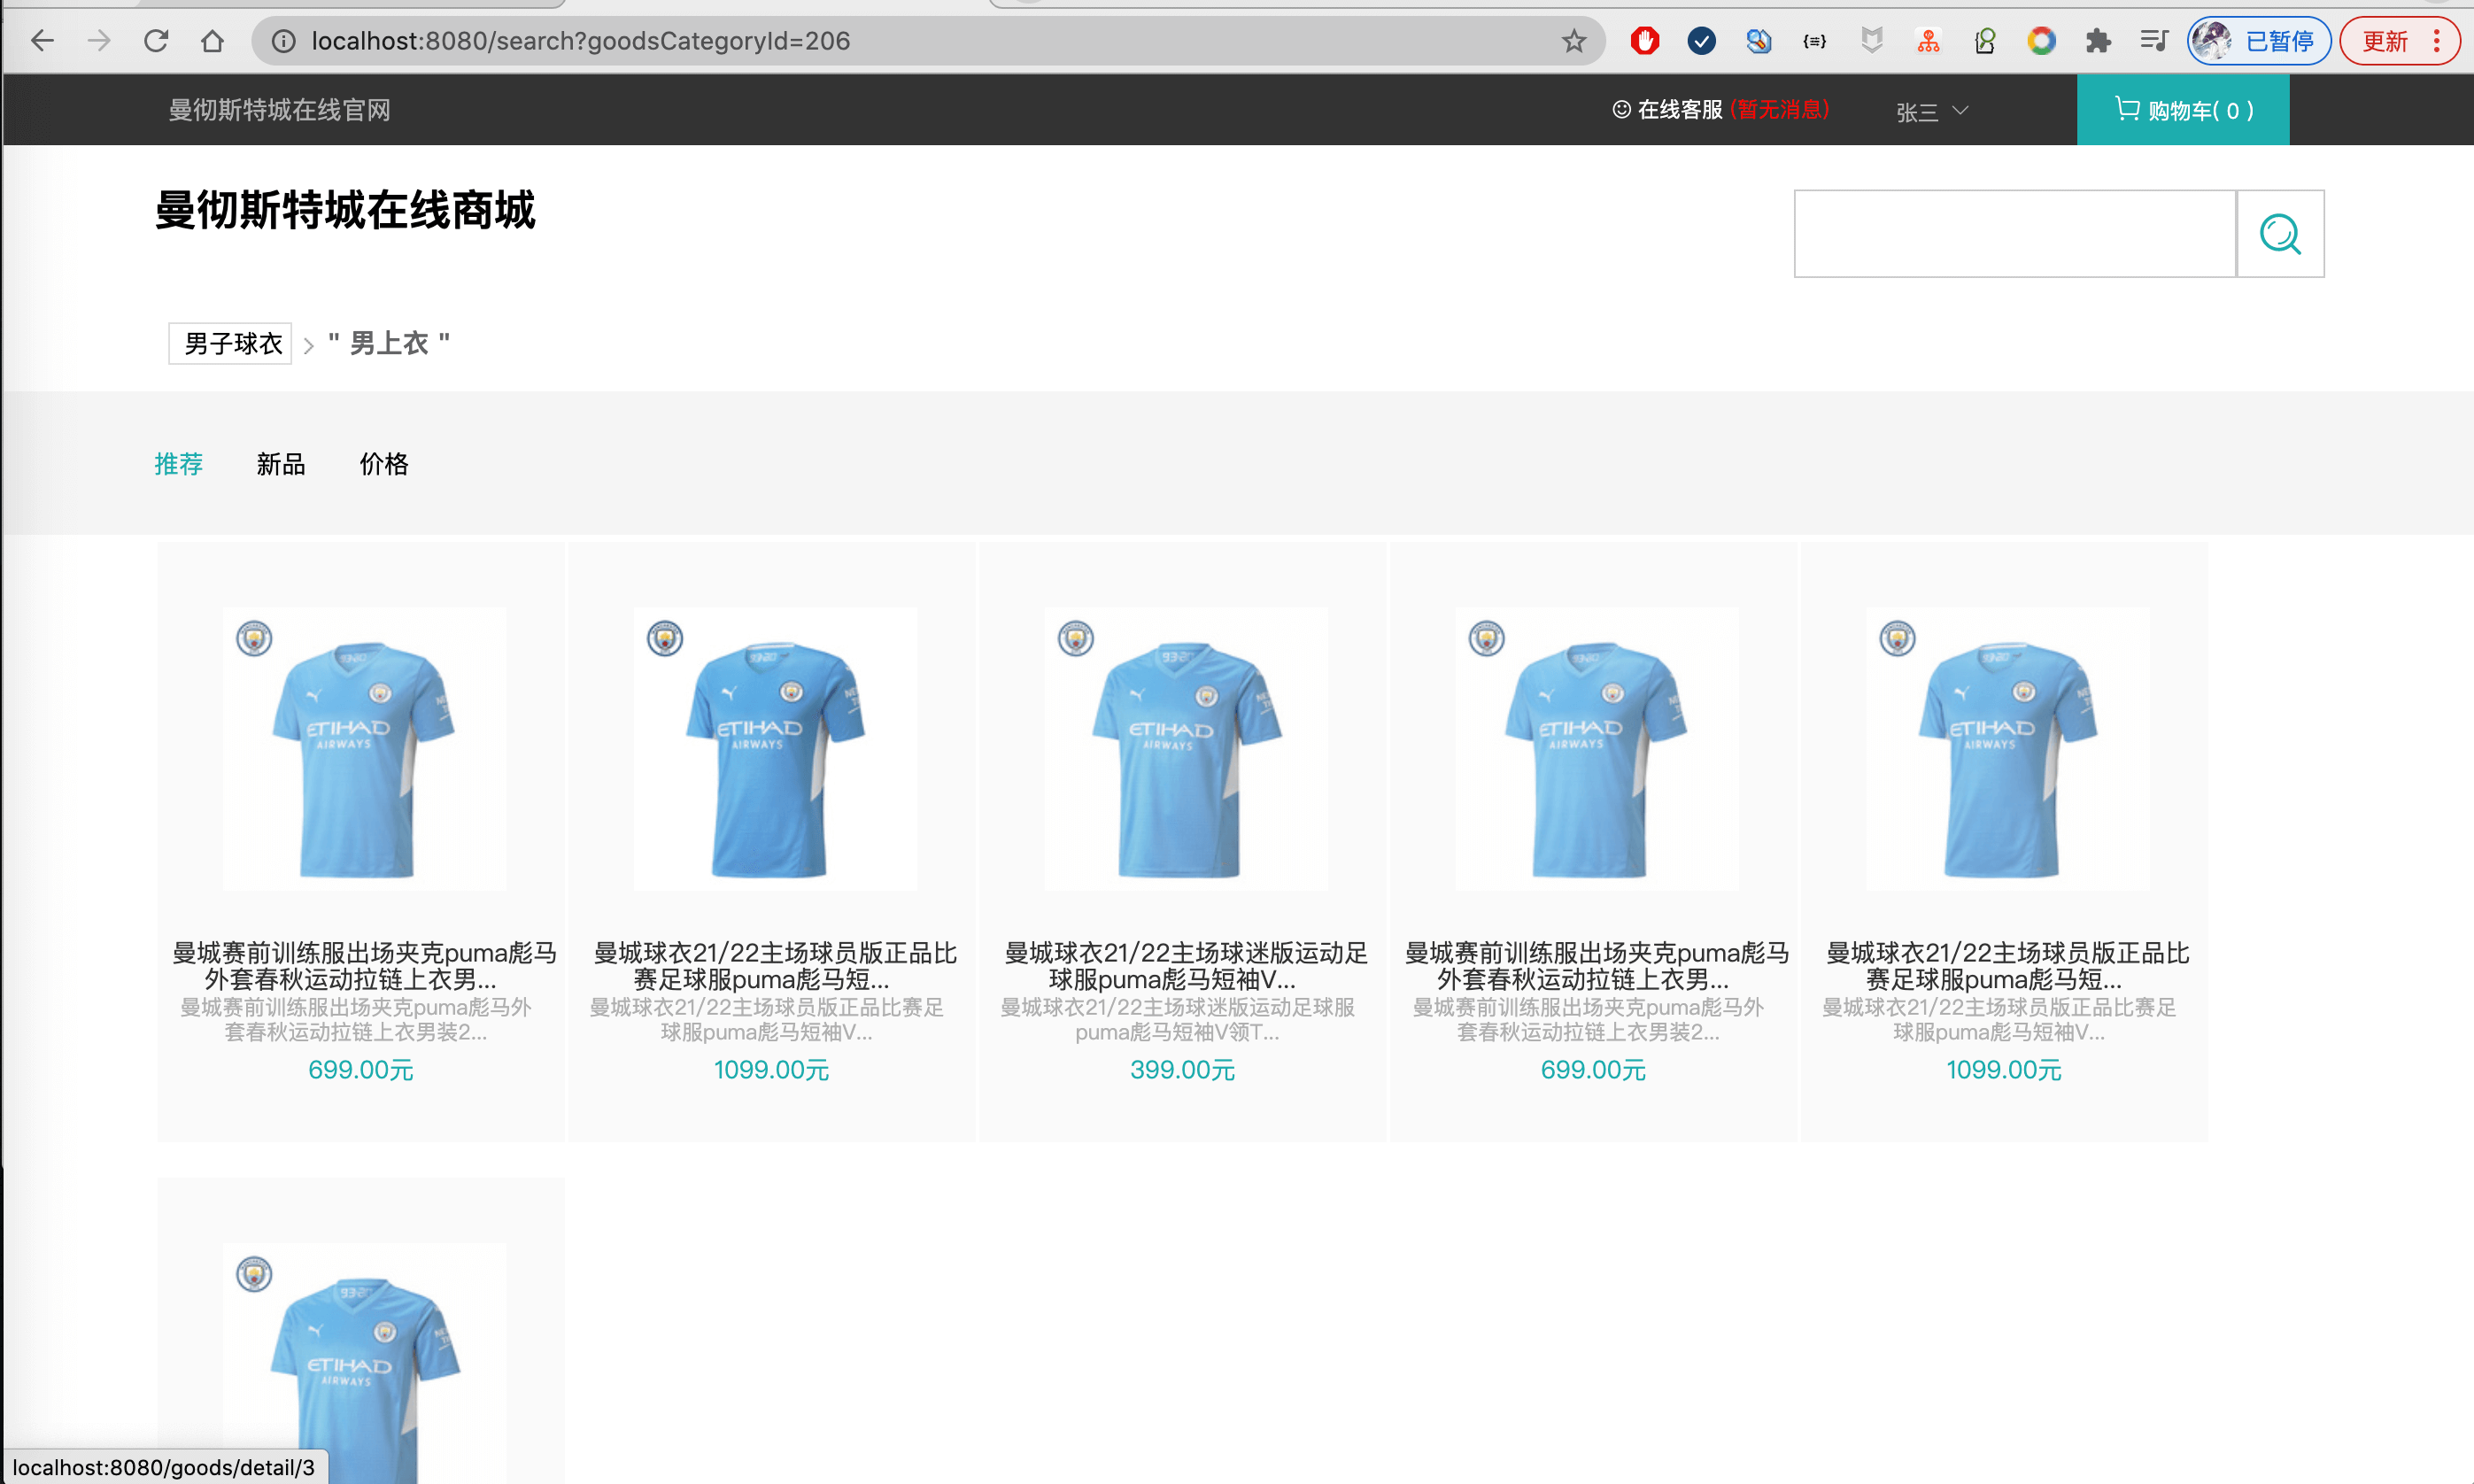 localhost:8080/search?goodsCategoryId=206
已暂停
更新
曼彻斯特城在线官网
在线客服 (暂无消息)
张三
购物车( 0 )
曼彻斯特城在线商城
男子球衣
" 男上衣 "
推荐
新品
价格
ETIHAD
AIRWAYS
ETIHAD
AIRWAYS
ETIHAD
AIRWAYS
ETIHAD
AIRWAYS
ETIHAD
AIRWAYS
曼城赛前训练服出场夹克puma彪马
外套春秋运动拉链上衣男...
曼城赛前训练服出场夹克puma彪马外
套春秋运动拉链上衣男装2...
699.00元
曼城球衣21/22主场球员版正品比
赛足球服puma彪马短...
曼城球衣21/22主场球员版正品比赛足
球服puma彪马短袖V...
1099.00元
曼城球衣21/22主场球迷版运动足
球服puma彪马短袖V...
曼城球衣21/22主场球迷版运动足球服
puma彪马短袖V领T...
399.00元
曼城赛前训练服出场夹克puma彪马
外套春秋运动拉链上衣男...
曼城赛前训练服出场夹克puma彪马外
套春秋运动拉链上衣男装2...
699.00元
曼城球衣21/22主场球员版正品比
赛足球服puma彪马短...
曼城球衣21/22主场球员版正品比赛足
球服puma彪马短袖V...
1099.00元
ETIHAD
AIRWAYS
localhost:8080/goods/detail/3